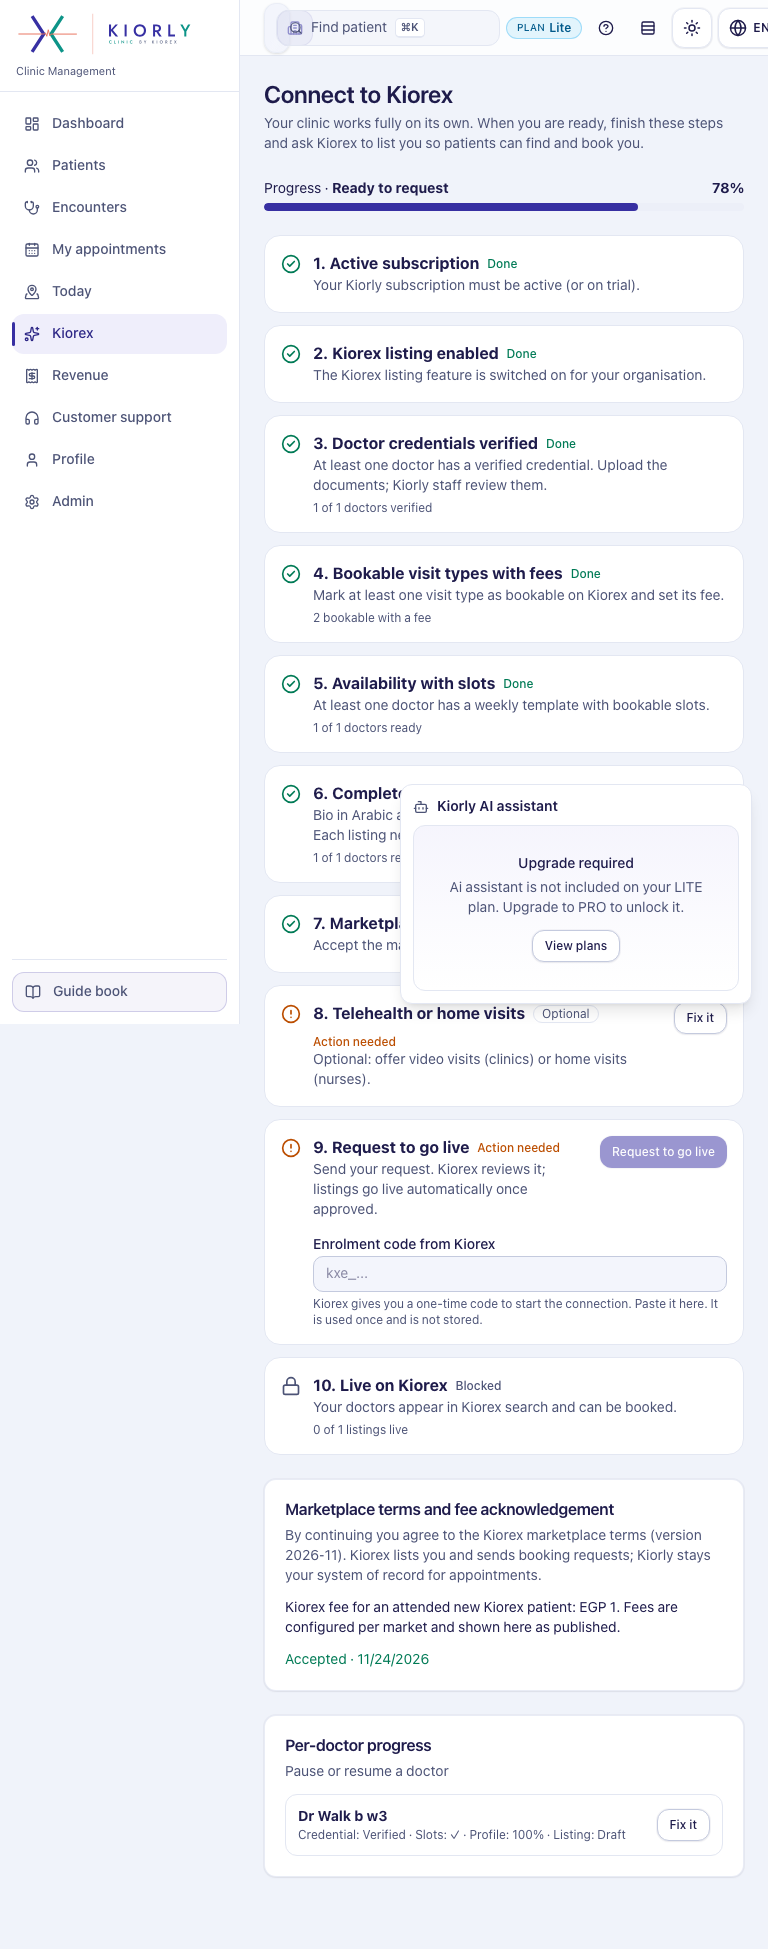 KIORLY
CLINIC BY KIOREX
Clinic Management
Dashboard
Patients
Encounters
My appointments
Today
Kiorex
Revenue
Customer support
Profile
Admin
Guide book
Find patient ⌘K
PLAN Lite
EN
Connect to Kiorex
Your clinic works fully on its own. When you are ready, finish these steps
and ask Kiorex to list you so patients can find and book you.
Progress · Ready to request 78%
1. Active subscription Done
Your Kiorly subscription must be active (or on trial).
2. Kiorex listing enabled Done
The Kiorex listing feature is switched on for your organisation.
3. Doctor credentials verified Done
At least one doctor has a verified credential. Upload the
documents; Kiorly staff review them.
1 of 1 doctors verified
4. Bookable visit types with fees Done
Mark at least one visit type as bookable on Kiorex and set its fee.
2 bookable with a fee
5. Availability with slots Done
At least one doctor has a weekly template with bookable slots.
1 of 1 doctors ready
6. Complete
Bio in Arabic a
Each listing ne
1 of 1 doctors re
7. Marketpla
Accept the ma
Kiorly AI assistant
Upgrade required
Ai assistant is not included on your LITE
plan. Upgrade to PRO to unlock it.
View plans
8. Telehealth or home visits Optional
Fix it
Action needed
Optional: offer video visits (clinics) or home visits
(nurses).
9. Request to go live Action needed
Request to go live
Send your request. Kiorex reviews it;
listings go live automatically once
approved.
Enrolment code from Kiorex
kxe_...
Kiorex gives you a one-time code to start the connection. Paste it here. It
is used once and is not stored.
10. Live on Kiorex Blocked
Your doctors appear in Kiorex search and can be booked.
0 of 1 listings live
Marketplace terms and fee acknowledgement
By continuing you agree to the Kiorex marketplace terms (version
2026-11). Kiorex lists you and sends booking requests; Kiorly stays
your system of record for appointments.
Kiorex fee for an attended new Kiorex patient: EGP 1. Fees are
configured per market and shown here as published.
Accepted · 11/24/2026
Per-doctor progress
Pause or resume a doctor
Dr Walk b w3
Credential: Verified · Slots: ✓ · Profile: 100% · Listing: Draft
Fix it